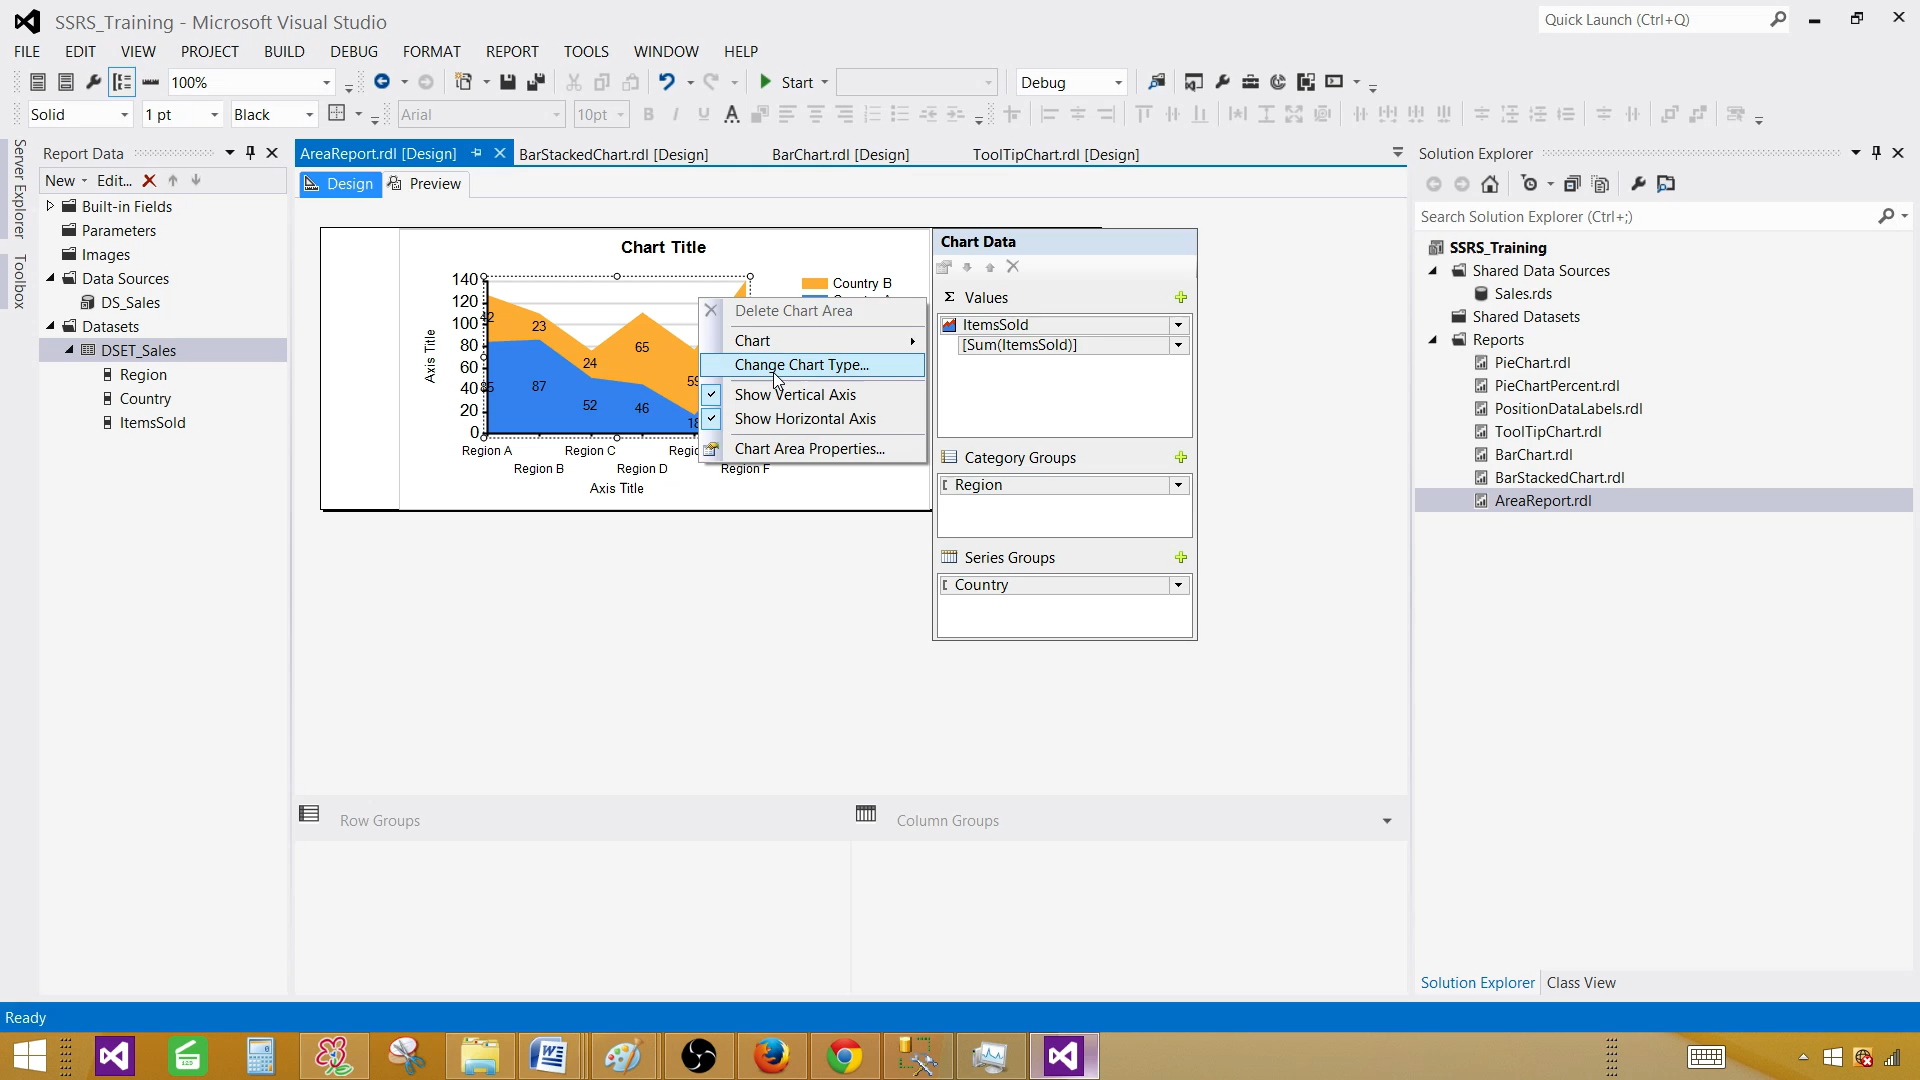 SSRS_Training - Microsoft Visual Studio
Quick Launch (Ctrl+Q)
FILE EDIT VIEW PROJECT BUILD DEBUG FORMAT REPORT TOOLS WINDOW HELP
100% Start Debug
Solid 1 pt Black Arial 10pt B I U A
Server Explorer
Toolbox
Report Data
New Edit...
Built-in Fields
Parameters
Images
Data Sources
DS_Sales
Datasets
DSET_Sales
Region
Country
ItemsSold
AreaReport.rdl [Design] BarStackedChart.rdl [Design] BarChart.rdl [Design] ToolTipChart.rdl [Design]
Design Preview
Chart Title
Axis Title
140
120
100
80
60
40
20
0
42
23
24
65
59
85
87
52
46
18
Country B
Region A Region C
Region B Region D Region F
Axis Title
Delete Chart Area
Chart
Change Chart Type...
Show Vertical Axis
Show Horizontal Axis
Chart Area Properties...
Chart Data
Σ Values
ItemsSold
[Sum(ItemsSold)]
Category Groups
Region
Series Groups
Country
Row Groups
Column Groups
Solution Explorer
Search Solution Explorer (Ctrl+;)
SSRS_Training
Shared Data Sources
Sales.rds
Shared Datasets
Reports
PieChart.rdl
PieChartPercent.rdl
PositionDataLabels.rdl
ToolTipChart.rdl
BarChart.rdl
BarStackedChart.rdl
AreaReport.rdl
Solution Explorer Class View
Ready